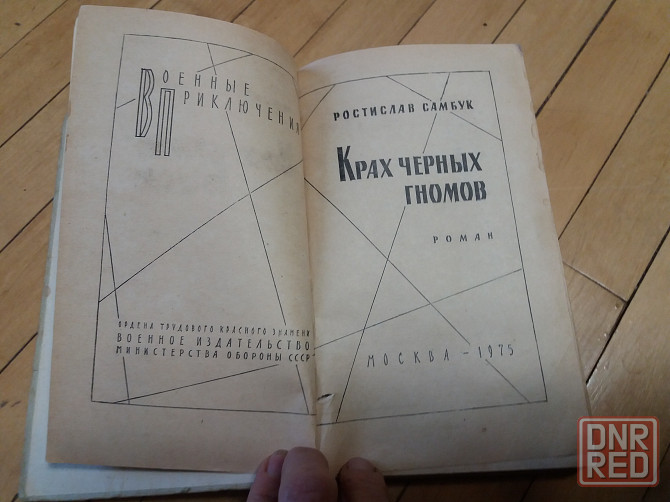 Военные
Приключения
Ордена Трудового Красного Знамени
Военное издательство
Министерства обороны СССР
Ростислав Самбук
Крах черных
гномов
роман
Москва – 1975
DNR
RED